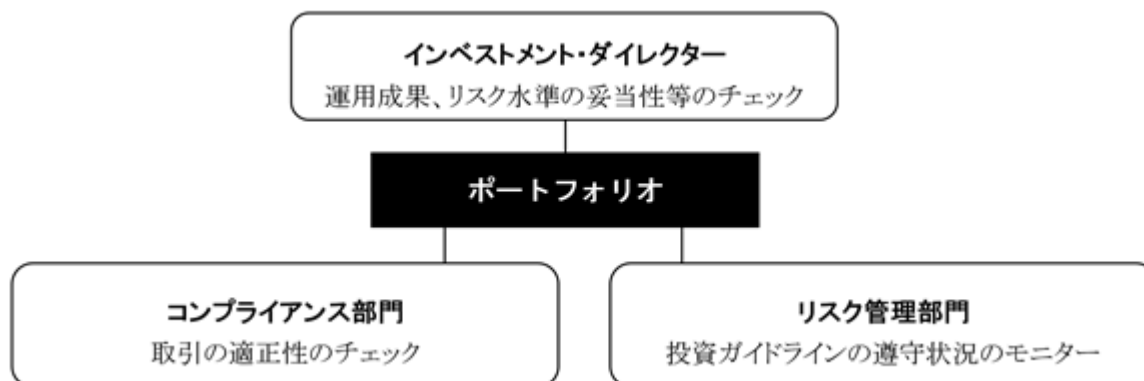 インベストメント・ダイレクター
運用成果、リスク水準の妥当性等のチェック
ポートフォリオ
コンプライアンス部門
取引の適正性のチェック
リスク管理部門
投資ガイドラインの遵守状況のモニター